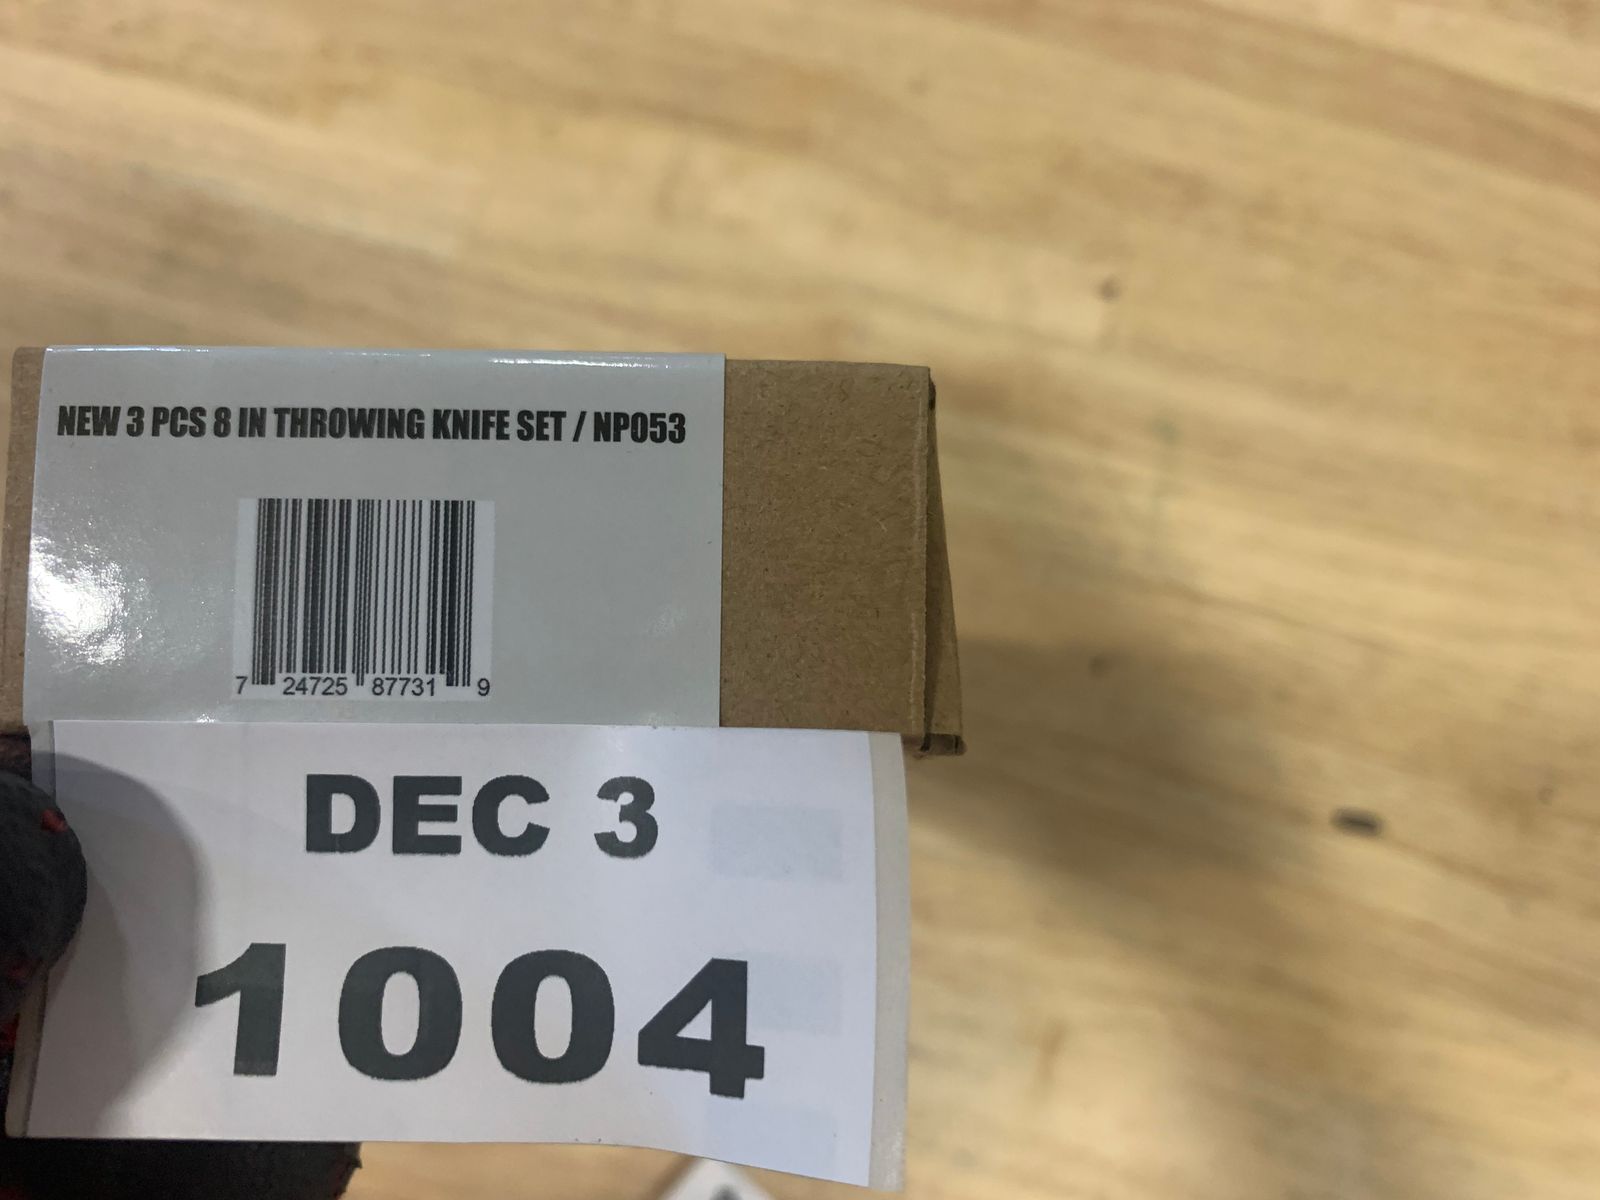 NEW 3 PCS 8 IN THROWING KNIFE SET / NP053
7 24725 87731 9
DEC 3
1004